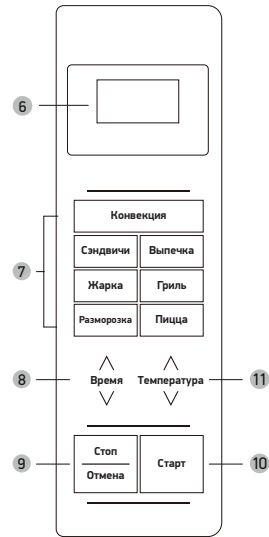 6
Конвекция
7
Сэндвичи Выпечка
Жарка Гриль
Разморозка Пицца
8 Время Температура 11
9 Стоп
Отмена
Старт 10